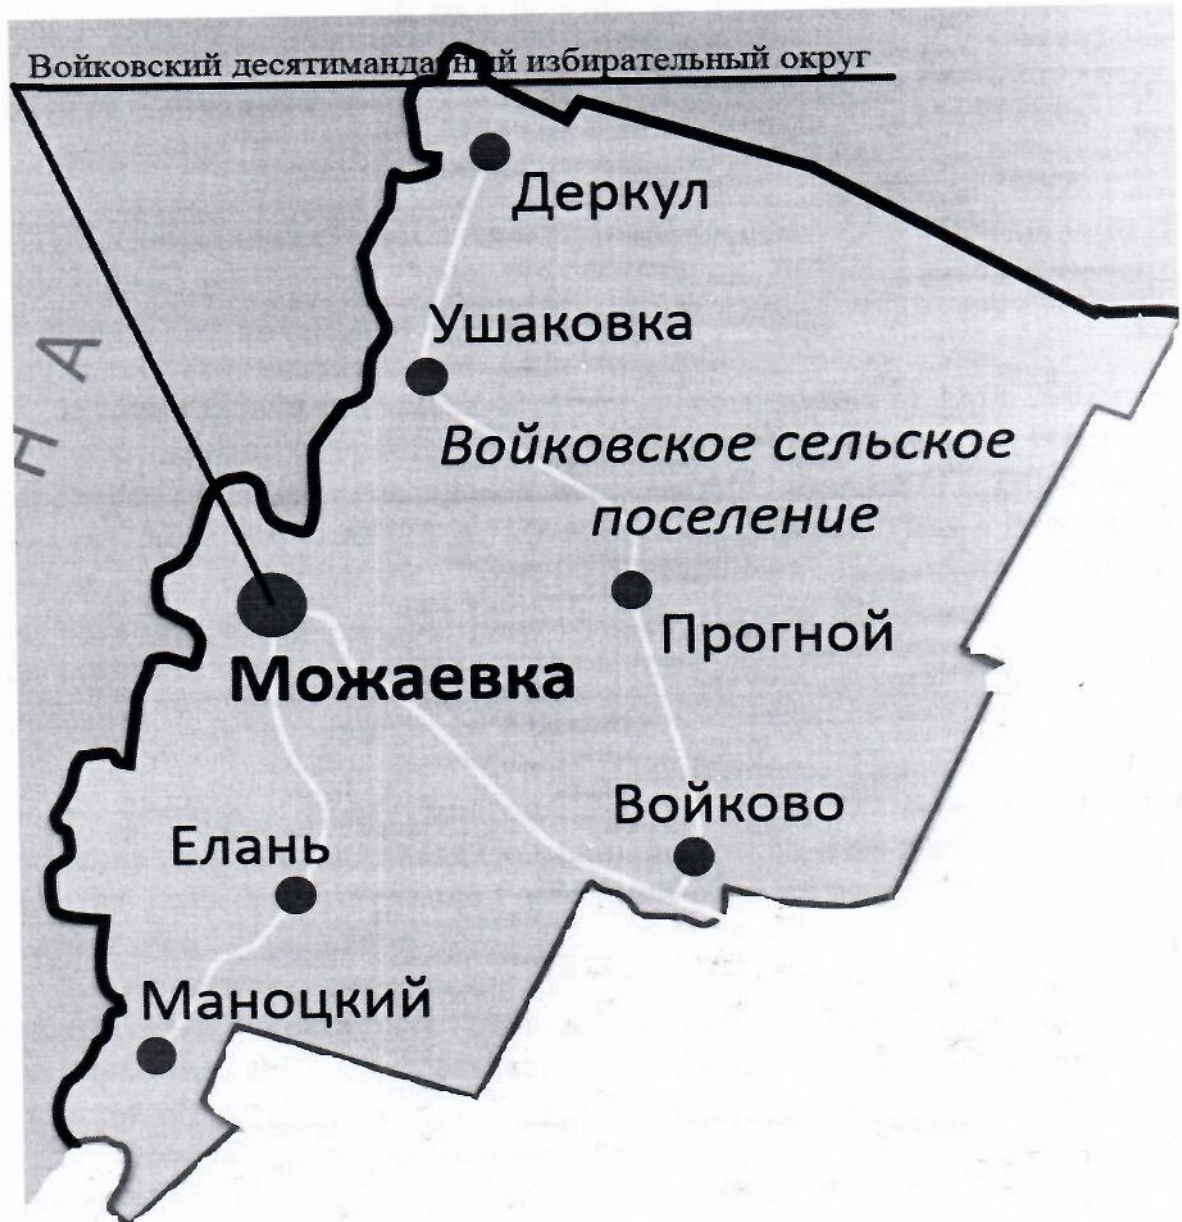 Войковский десятимандатный избирательный округ
Деркул
Ушаковка
Н А
Войковское сельское
поселение
Прогной
Можаевка
Войково
Елань
Маноцкий